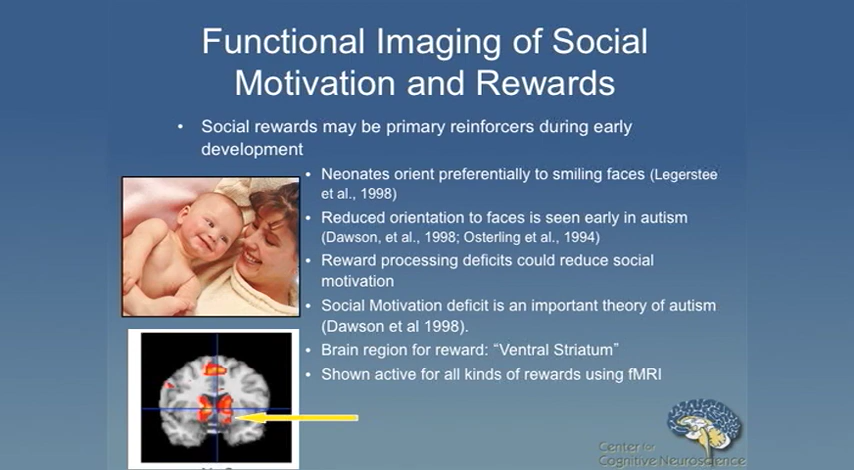 Functional Imaging of Social
Motivation and Rewards
• Social rewards may be primary reinforcers during early
development
• Neonates orient preferentially to smiling faces (Legerstee
et al., 1998)
• Reduced orientation to faces is seen early in autism
(Dawson, et al., 1998; Osterling et al., 1994)
• Reward processing deficits could reduce social
motivation
• Social Motivation deficit is an important theory of autism
(Dawson et al 1998).
• Brain region for reward: “Ventral Striatum”
• Shown active for all kinds of rewards using fMRI
Center for
Cognitive Neuroscience